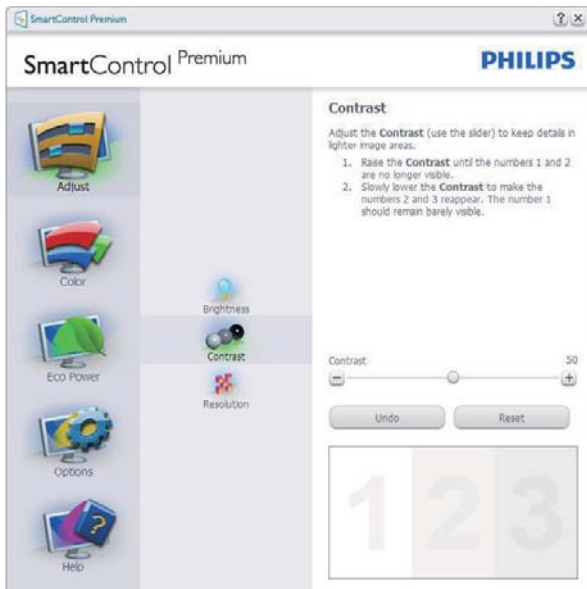 SmartControl Premium
? ×
SmartControl Premium
PHILIPS
Adjust
Color
Eco Power
Options
Help
Brightness
Contrast
Resolution
Contrast
Adjust the Contrast (use the slider) to keep details in
lighter image areas.
1. Raise the Contrast until the numbers 1 and 2
are no longer visible.
2. Slowly lower the Contrast to make the
numbers 2 and 3 reappear. The number 1
should remain barely visible.
Contrast 50
Undo Reset
1 2 3